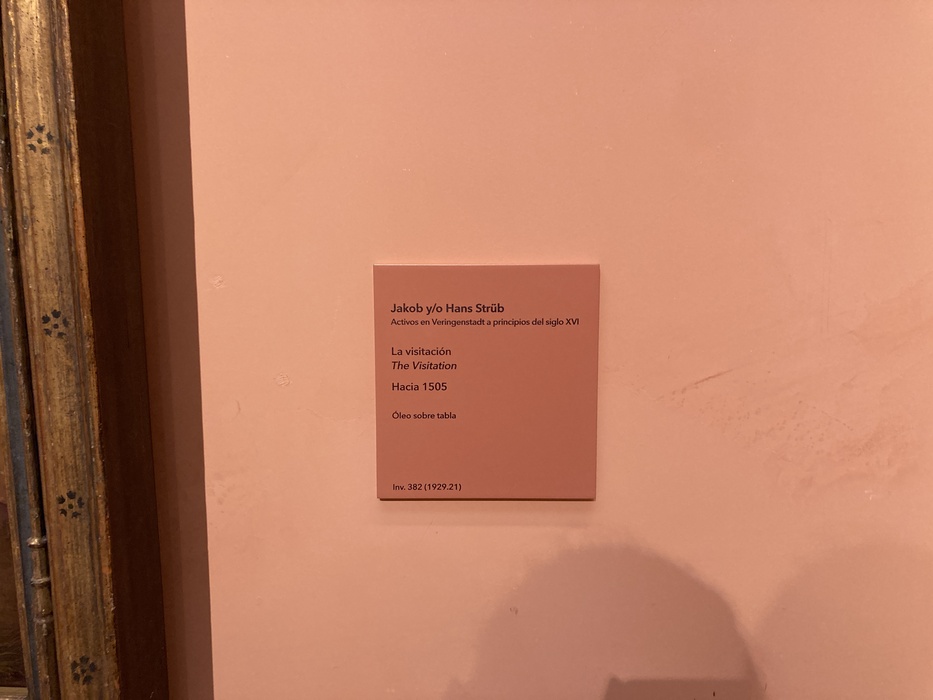 Jakob y/o Hans Strüb
Activos en Veringenstadt a principios del siglo XVI
La visitación
The Visitation
Hacia 1505
Óleo sobre tabla
Inv. 382 (1929.21)